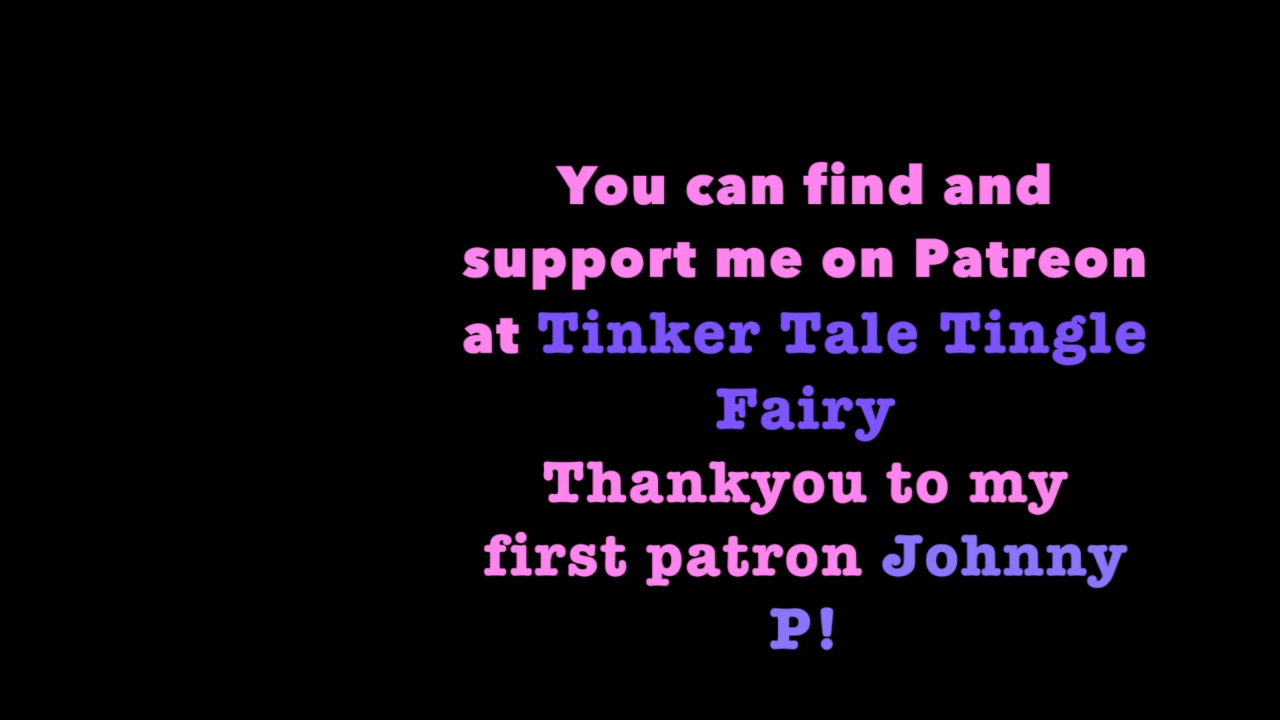 You can find and
support me on Patreon
at Tinker Tale Tingle
Fairy
Thankyou to my
first patron Johnny
P!